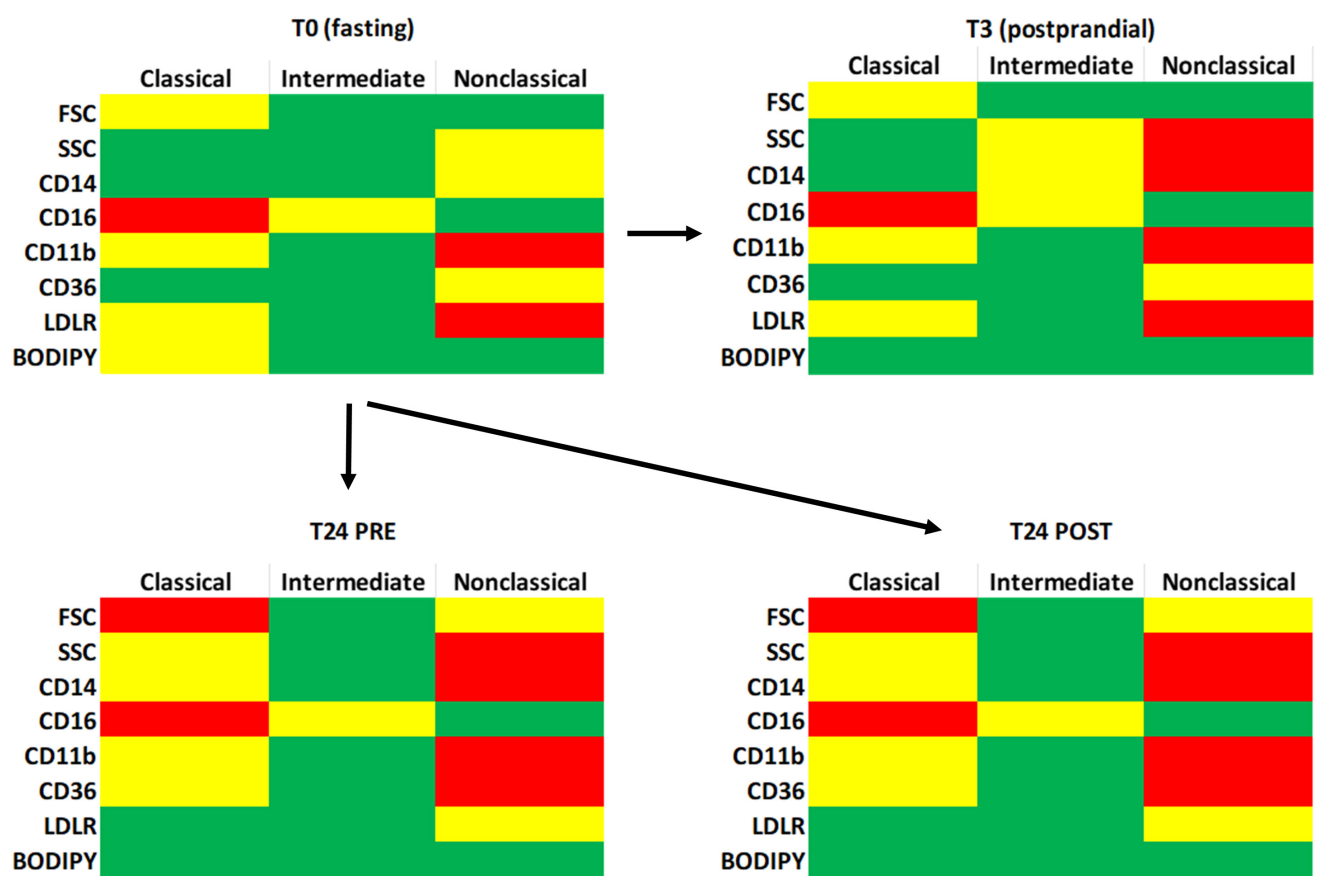 T0 (fasting)
Classical Intermediate Nonclassical
FSC
SSC
CD14
CD16
CD11b
CD36
LDLR
BODIPY
T3 (postprandial)
Classical Intermediate Nonclassical
FSC
SSC
CD14
CD16
CD11b
CD36
LDLR
BODIPY
T24 PRE
Classical Intermediate Nonclassical
FSC
SSC
CD14
CD16
CD11b
CD36
LDLR
BODIPY
T24 POST
Classical Intermediate Nonclassical
FSC
SSC
CD14
CD16
CD11b
CD36
LDLR
BODIPY